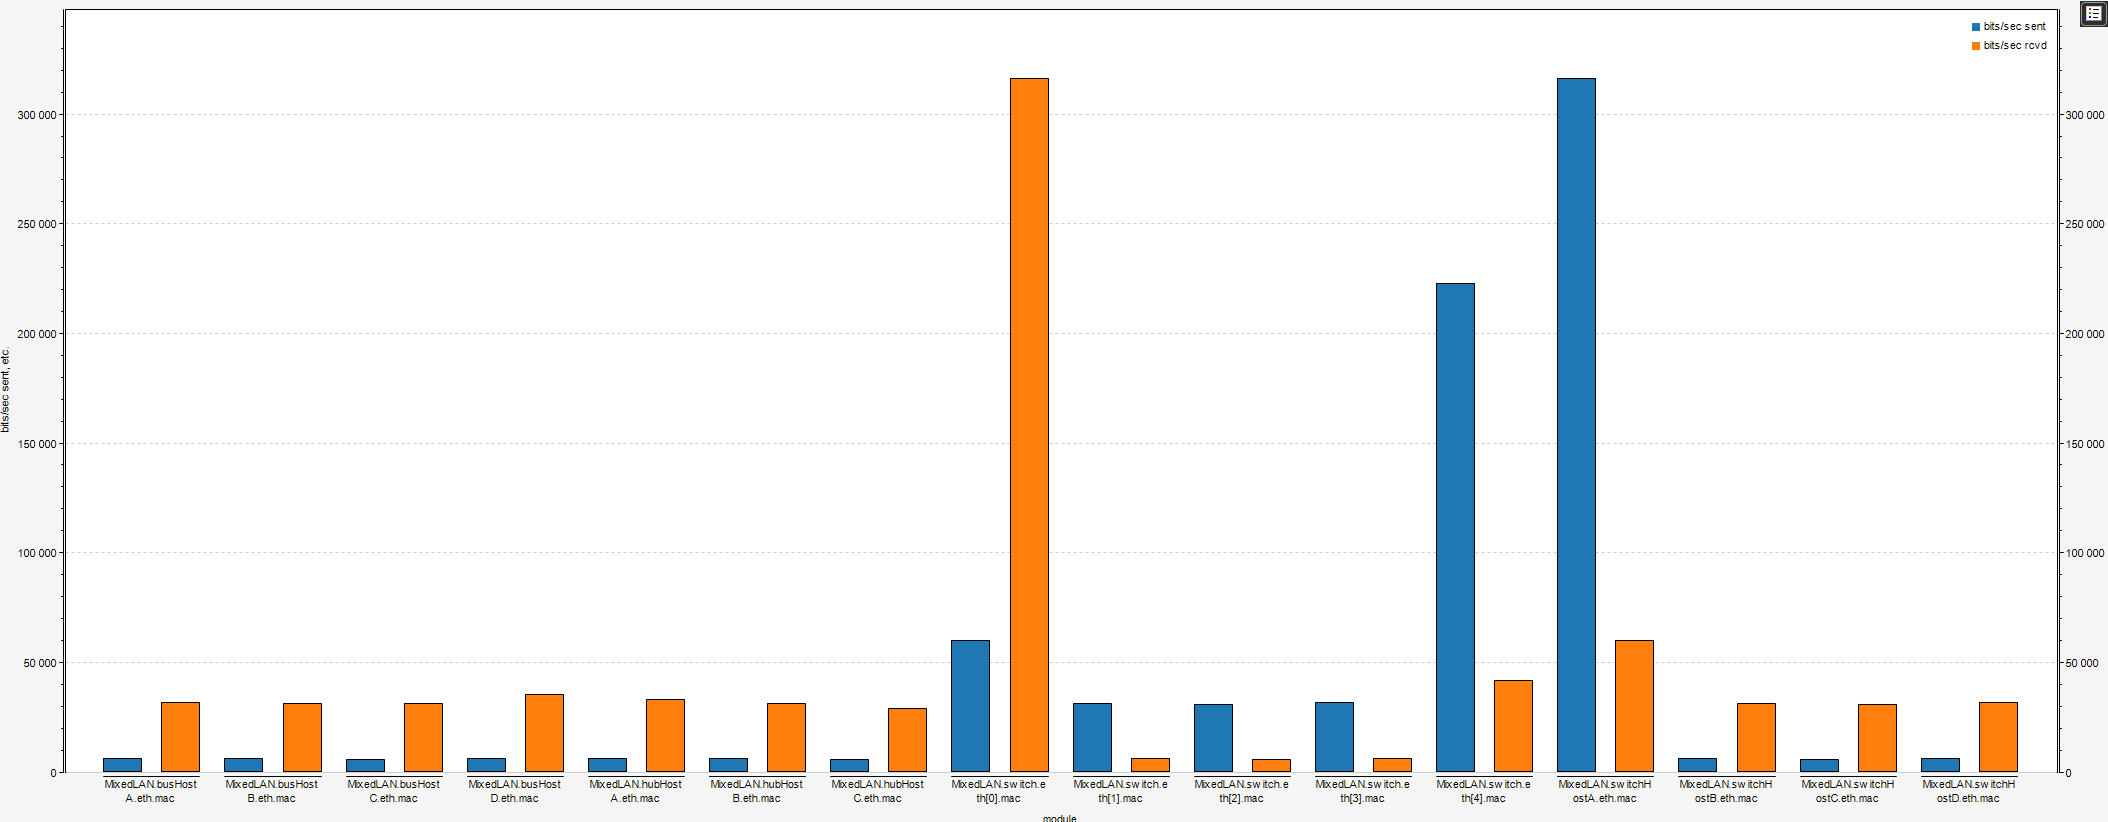 bits/sec sent
bits/sec rcvd
300 000
300 000
250 000
250 000
200 000
200 000
bits/sec sent, etc.
150 000
150 000
100 000
100 000
50 000
50 000
0
0
MixedLAN.busHost
A.eth.mac
MixedLAN.busHost
B.eth.mac
MixedLAN.busHost
C.eth.mac
MixedLAN.busHost
D.eth.mac
MixedLAN.hubHost
A.eth.mac
MixedLAN.hubHost
B.eth.mac
MixedLAN.hubHost
C.eth.mac
MixedLAN.switch.e
th[0].mac
MixedLAN.switch.e
th[1].mac
MixedLAN.switch.e
th[2].mac
MixedLAN.switch.e
th[3].mac
MixedLAN.switch.e
th[4].mac
MixedLAN.switchH
ostA.eth.mac
MixedLAN.switchH
ostB.eth.mac
MixedLAN.switchH
ostC.eth.mac
MixedLAN.switchH
ostD.eth.mac
module